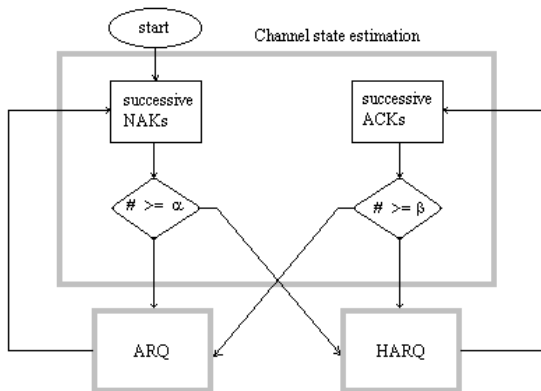 start
Channel state estimation
successive
NAKs
successive
ACKs
# >= α
# >= β
ARQ
HARQ